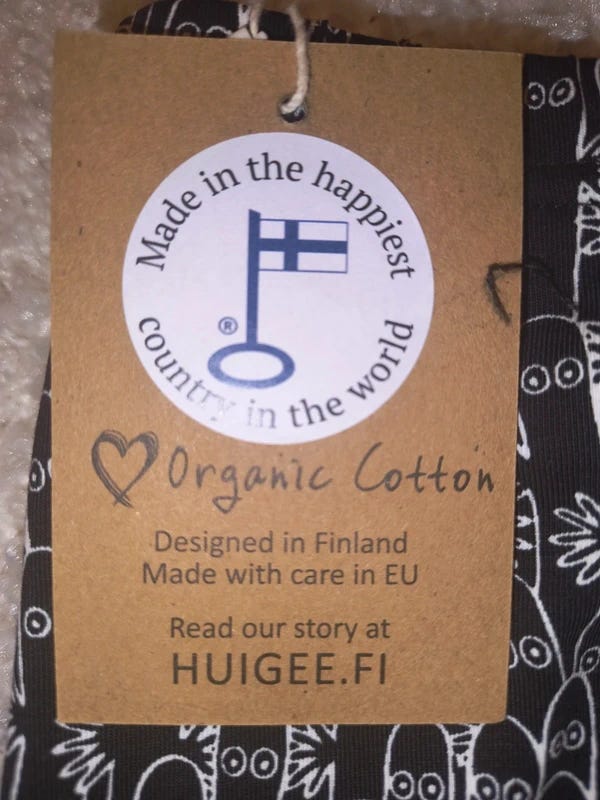 Made in the happiest
country in the world
®
Organic Cotton
Designed in Finland
Made with care in EU
Read our story at
HUIGEE.FI